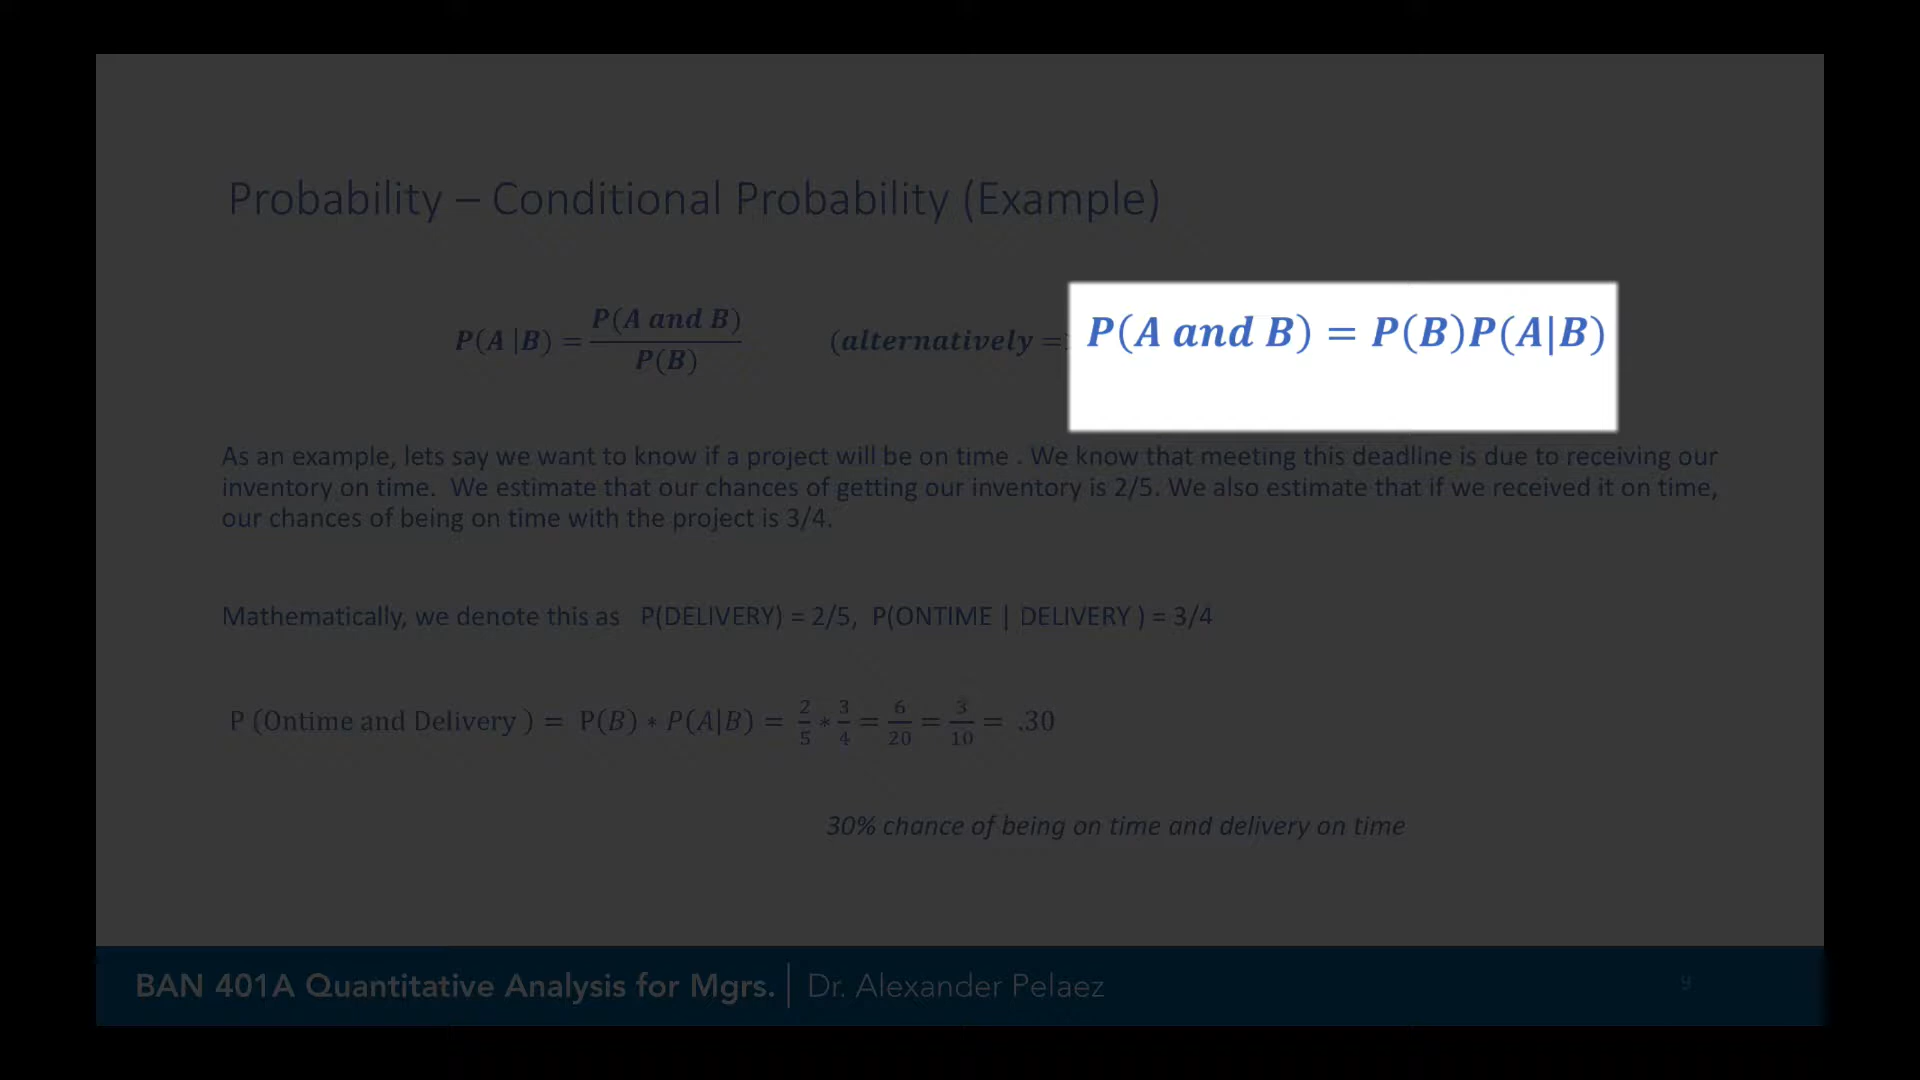 Probability – Conditional Probability (Example)
P(A |B) = P(A and B) / P(B) (alternatively => P(A and B) = P(B)P(A|B)
As an example, lets say we want to know if a project will be on time . We know that meeting this deadline is due to receiving our
inventory on time. We estimate that our chances of getting our inventory is 2/5. We also estimate that if we received it on time,
our chances of being on time with the project is 3/4.
Mathematically, we denote this as P(DELIVERY) = 2/5, P(ONTIME | DELIVERY ) = 3/4
P (Ontime and Delivery ) = P(B) ∗ P(A|B) = 2/5 ∗ 3/4 = 6/20 = 3/10 = .30
30% chance of being on time and delivery on time
BAN 401A Quantitative Analysis for Mgrs. | Dr. Alexander Pelaez 9